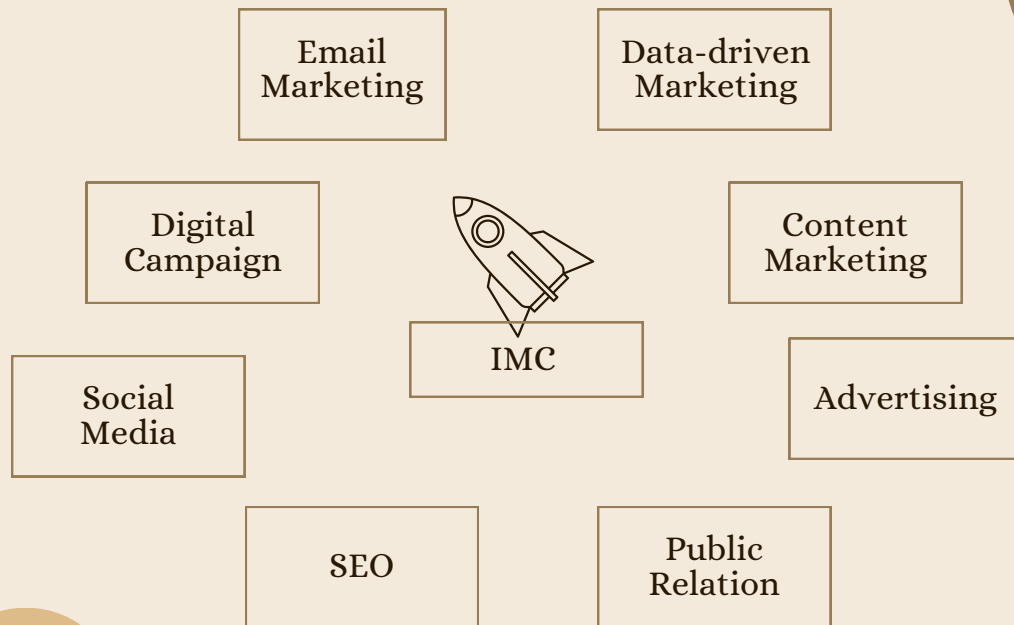 Email
Marketing
Data-driven
Marketing
Digital
Campaign
Content
Marketing
IMC
Social
Media
Advertising
SEO
Public
Relation